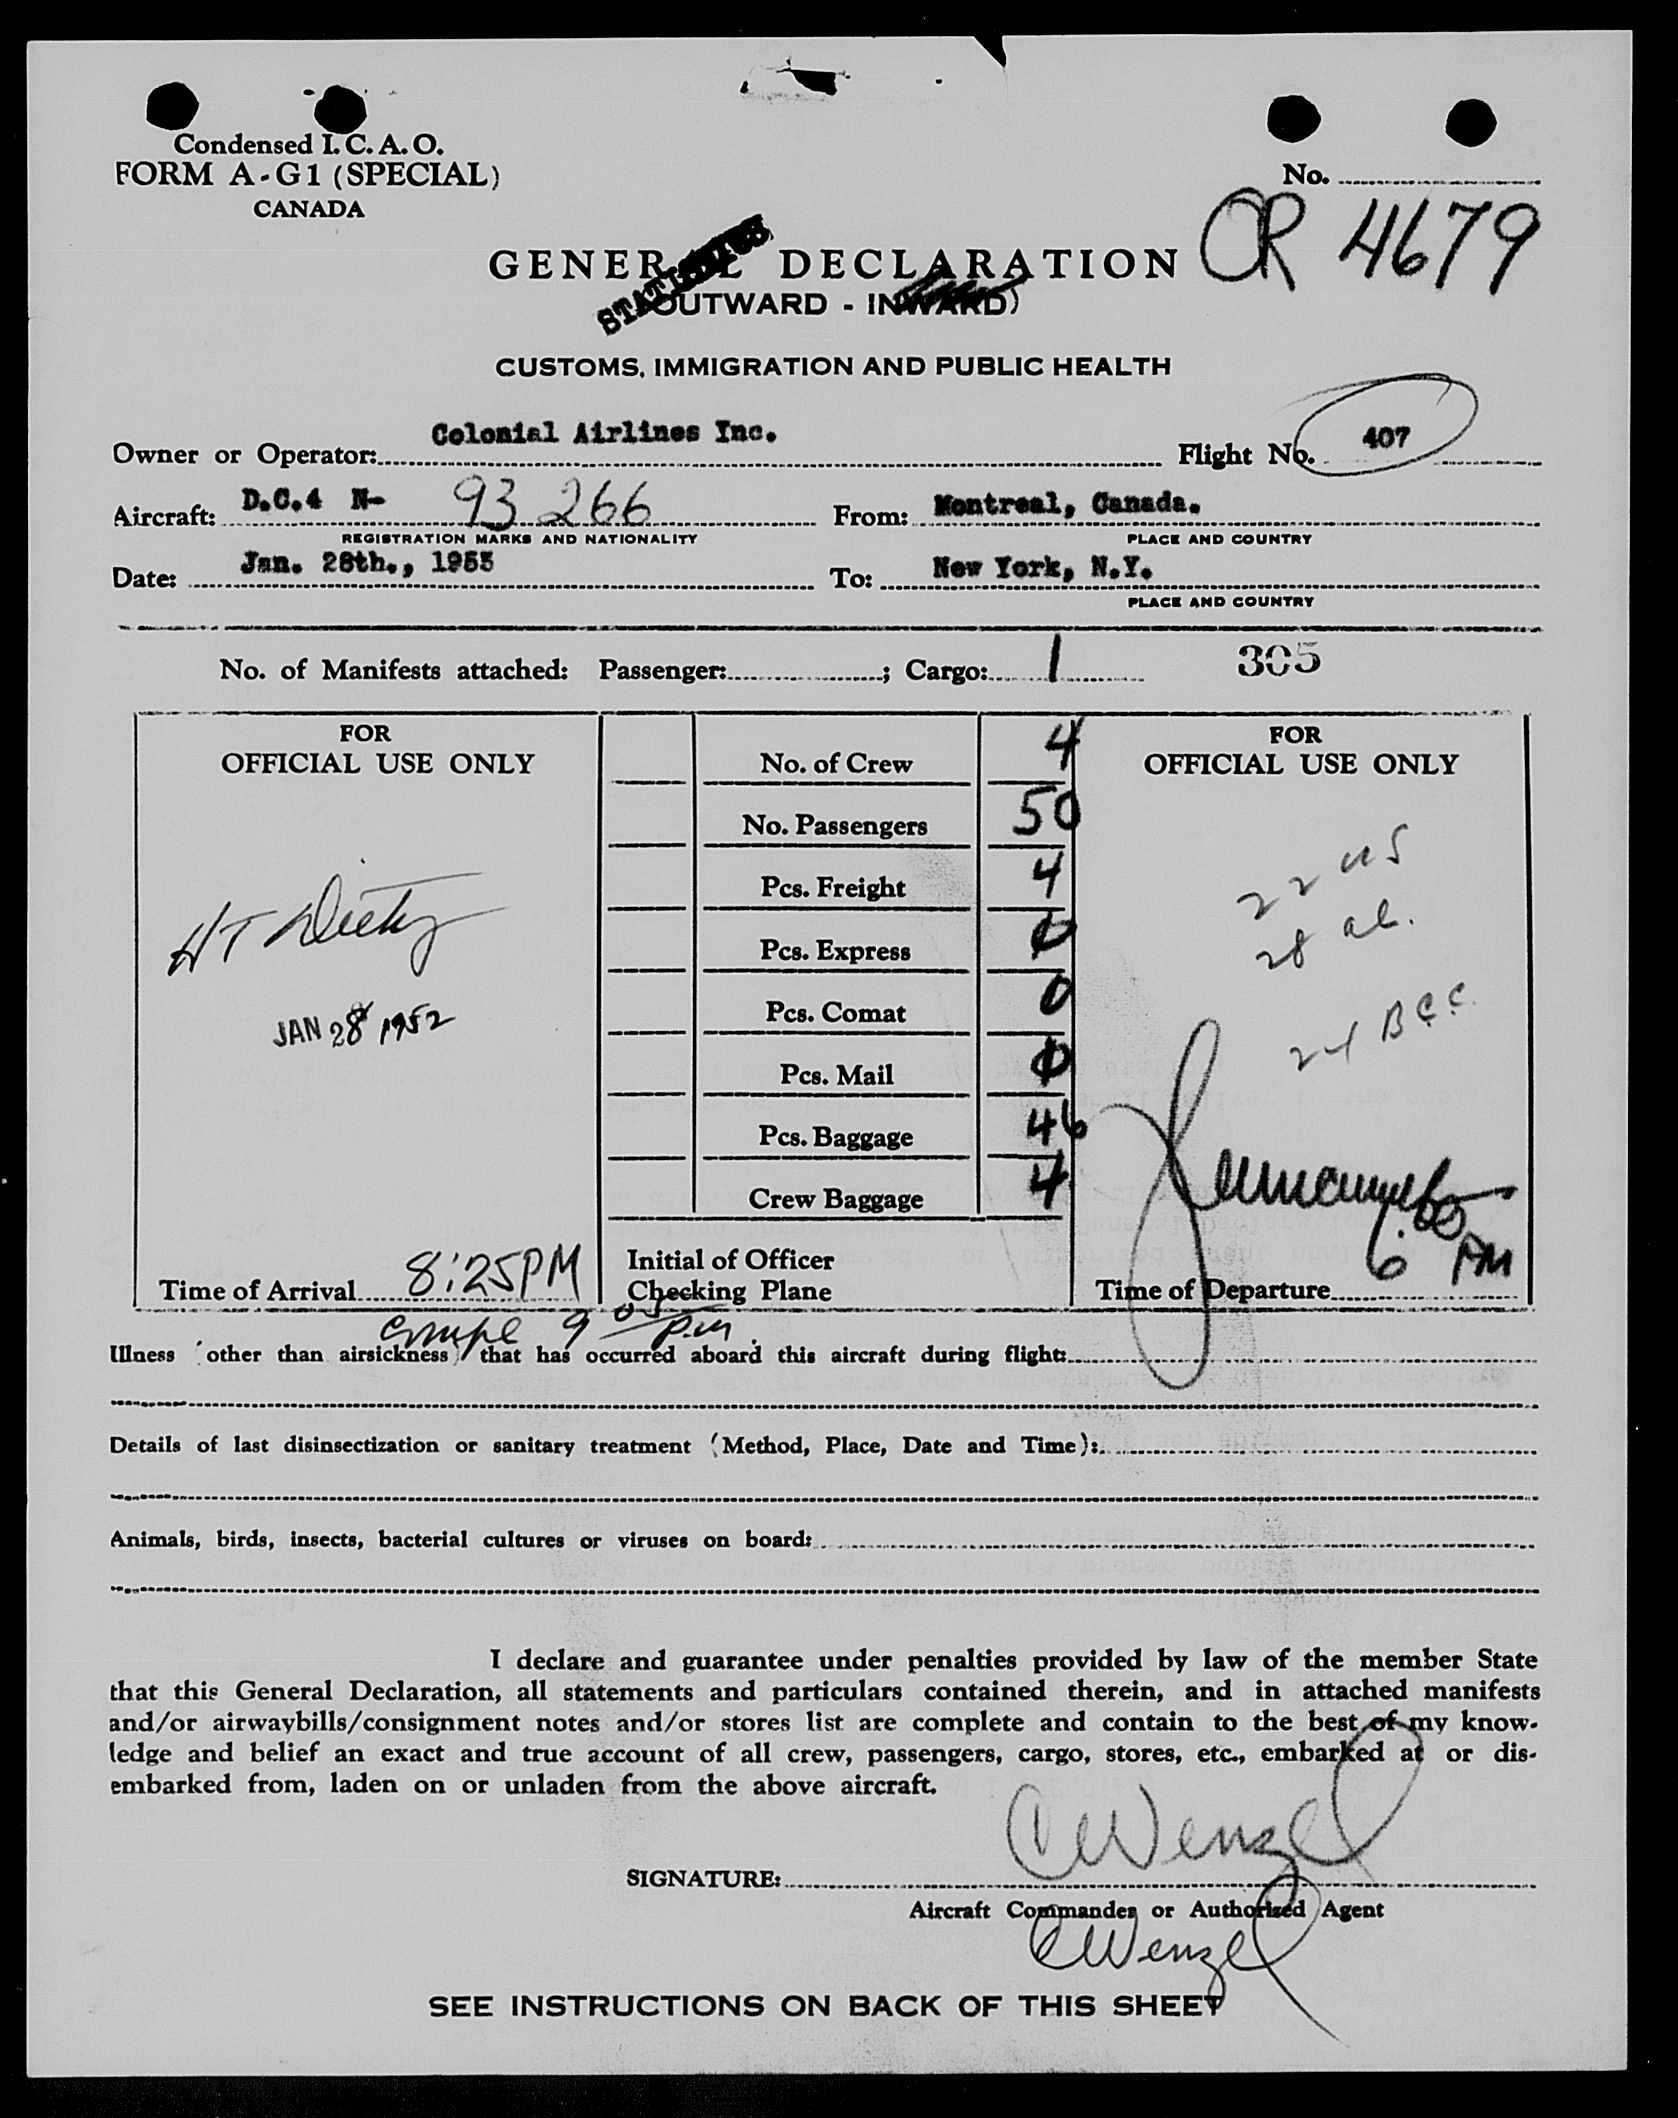 Condensed I. C. A. O.
FORM A-G1 (SPECIAL)
CANADA
No.
CR 4679
GENERAL DECLARATION
(OUTWARD - INWARD)
CUSTOMS, IMMIGRATION AND PUBLIC HEALTH
Owner or Operator: Colonial Airlines Inc. Flight No. 407
Aircraft: D.C.4 N- 93266 From: Montreal, Canada.
REGISTRATION MARKS AND NATIONALITY PLACE AND COUNTRY
Date: Jan. 28th., 1955 To: New York, N.Y.
PLACE AND COUNTRY
No. of Manifests attached: Passenger: ; Cargo: 1 305
FOR
OFFICIAL USE ONLY
HT
JAN 28 1952
Time of Arrival 8:25PM
No. of Crew 4
No. Passengers 50
Pcs. Freight 4
Pcs. Express 0
Pcs. Comat 0
Pcs. Mail 0
Pcs. Baggage 46
Crew Baggage 4
Initial of Officer
Checking Plane
FOR
OFFICIAL USE ONLY
22 US
28 al.
24 B.C.C.
6 PM
Time of Departure
9 05 p.m.
Illness (other than airsickness) that has occurred aboard this aircraft during flight:
Details of last disinsectization or sanitary treatment (Method, Place, Date and Time):
Animals, birds, insects, bacterial cultures or viruses on board:
I declare and guarantee under penalties provided by law of the member State
that this General Declaration, all statements and particulars contained therein, and in attached manifests
and/or airwaybills/consignment notes and/or stores list are complete and contain to the best of my know-
ledge and belief an exact and true account of all crew, passengers, cargo, stores, etc., embarked at or dis-
embarked from, laden on or unladen from the above aircraft.
SIGNATURE: C Wenzel
Aircraft Commander or Authorized Agent
C Wenzel
SEE INSTRUCTIONS ON BACK OF THIS SHEET